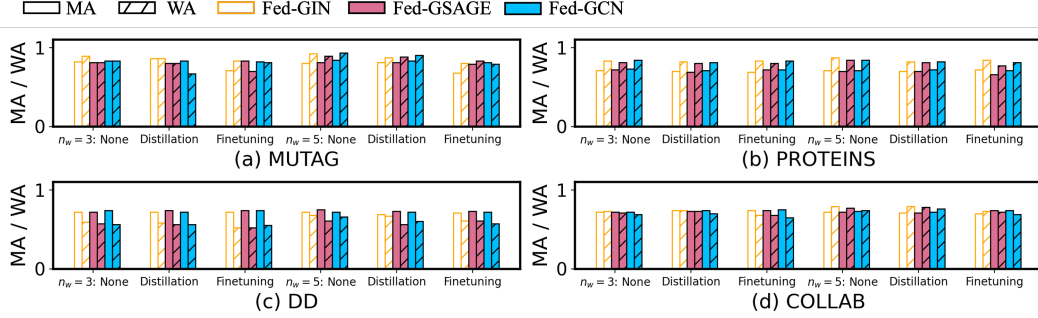 MA WA Fed-GIN Fed-GSAGE Fed-GCN
MA / WA
1
0
n_w = 3: None Distillation Finetuning n_w = 5: None Distillation Finetuning
(a) MUTAG
MA / WA
1
0
n_w = 3: None Distillation Finetuning n_w = 5: None Distillation Finetuning
(b) PROTEINS
MA / WA
1
0
n_w = 3: None Distillation Finetuning n_w = 5: None Distillation Finetuning
(c) DD
MA / WA
1
0
n_w = 3: None Distillation Finetuning n_w = 5: None Distillation Finetuning
(d) COLLAB